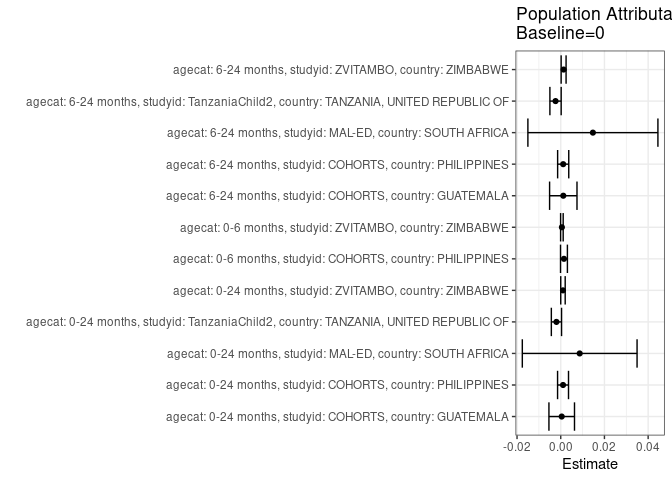 Population Attributa
Baseline=0
agecat: 6-24 months, studyid: ZVITAMBO, country: ZIMBABWE
agecat: 6-24 months, studyid: TanzaniaChild2, country: TANZANIA, UNITED REPUBLIC OF
agecat: 6-24 months, studyid: MAL-ED, country: SOUTH AFRICA
agecat: 6-24 months, studyid: COHORTS, country: PHILIPPINES
agecat: 6-24 months, studyid: COHORTS, country: GUATEMALA
agecat: 0-6 months, studyid: ZVITAMBO, country: ZIMBABWE
agecat: 0-6 months, studyid: COHORTS, country: PHILIPPINES
agecat: 0-24 months, studyid: ZVITAMBO, country: ZIMBABWE
agecat: 0-24 months, studyid: TanzaniaChild2, country: TANZANIA, UNITED REPUBLIC OF
agecat: 0-24 months, studyid: MAL-ED, country: SOUTH AFRICA
agecat: 0-24 months, studyid: COHORTS, country: PHILIPPINES
agecat: 0-24 months, studyid: COHORTS, country: GUATEMALA
-0.02 0.00 0.02 0.04
Estimate